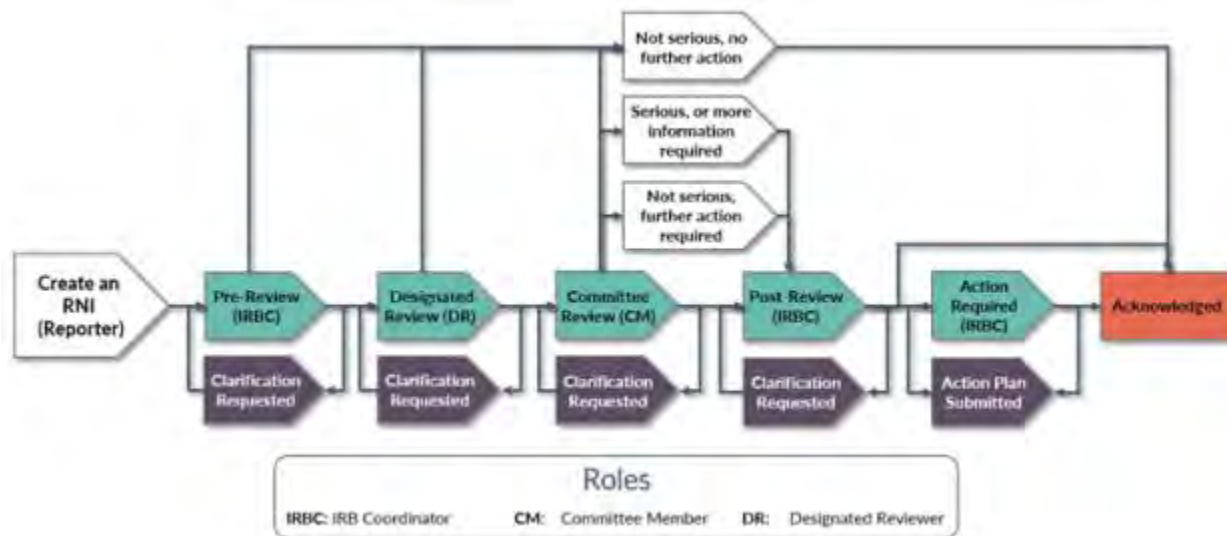 Not serious, no
further action
Serious, or more
information
required
Not serious,
further action
required
Create an
RNI
(Reporter)
Pre-Review
(IRBC)
Designated
Review (DR)
Committee
Review (CM)
Post-Review
(IRBC)
Action
Required
(IRBC)
Acknowledged
Clarification
Requested
Clarification
Requested
Clarification
Requested
Clarification
Requested
Action Plan
Submitted
Roles
IRBC: IRB Coordinator CM: Committee Member DR: Designated Reviewer